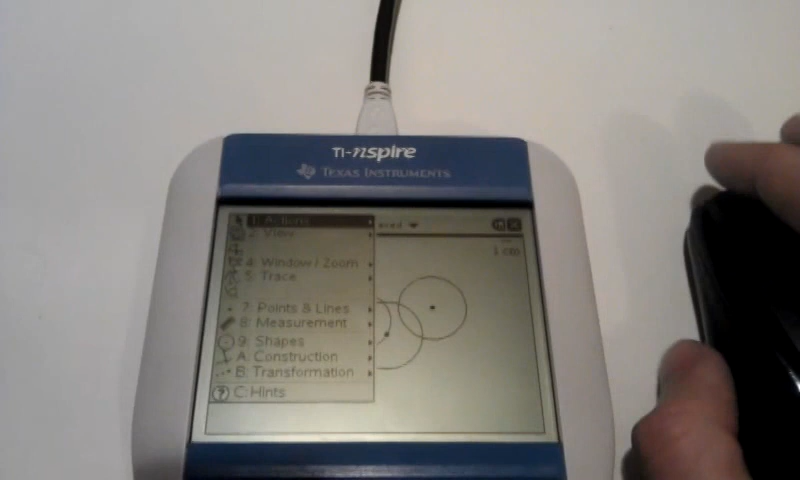 TI-nspire
TEXAS INSTRUMENTS
1: Actions
2: View
1 cm
4: Window / Zoom
5: Trace
7: Points & Lines
8: Measurement
9: Shapes
A: Construction
B: Transformation
C: Hints